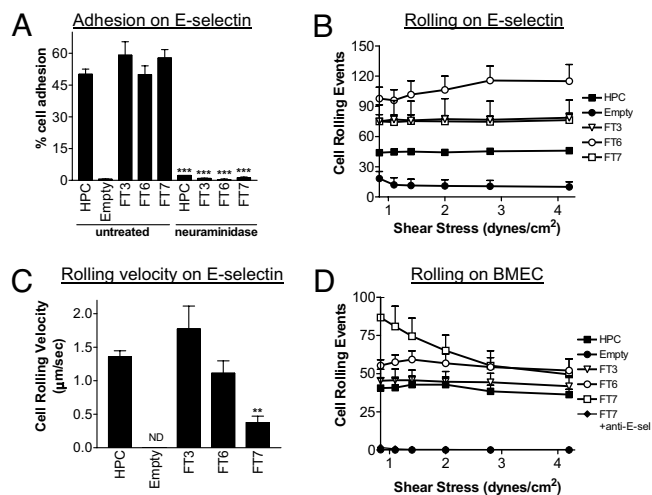 A
Adhesion on E-selectin
% cell adhesion
60
45
30
15
0
*** *** *** ***
HPC Empty FT3 FT6 FT7 HPC FT3 FT6 FT7
untreated neuraminidase
B
Rolling on E-selectin
Cell Rolling Events
150
120
90
60
30
0
1 2 3 4
Shear Stress (dynes/cm²)
HPC
Empty
FT3
FT6
FT7
C
Rolling velocity on E-selectin
Cell Rolling Velocity
(μm/sec)
2.0
1.5
1.0
0.5
0.0
ND
**
HPC Empty FT3 FT6 FT7
D
Rolling on BMEC
Cell Rolling Events
100
75
50
25
0
1 2 3 4
Shear Stress (dynes/cm²)
HPC
Empty
FT3
FT6
FT7
FT7
+anti-E-sel